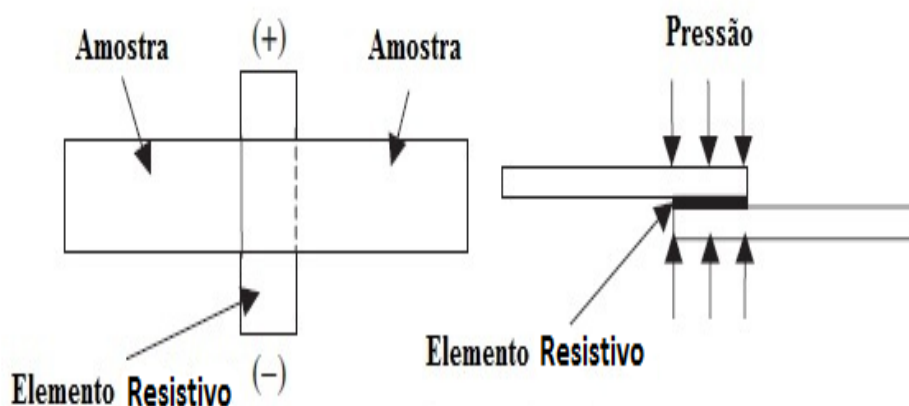 (+)
Amostra
Amostra
Elemento Resistivo
(−)
Pressão
Elemento Resistivo